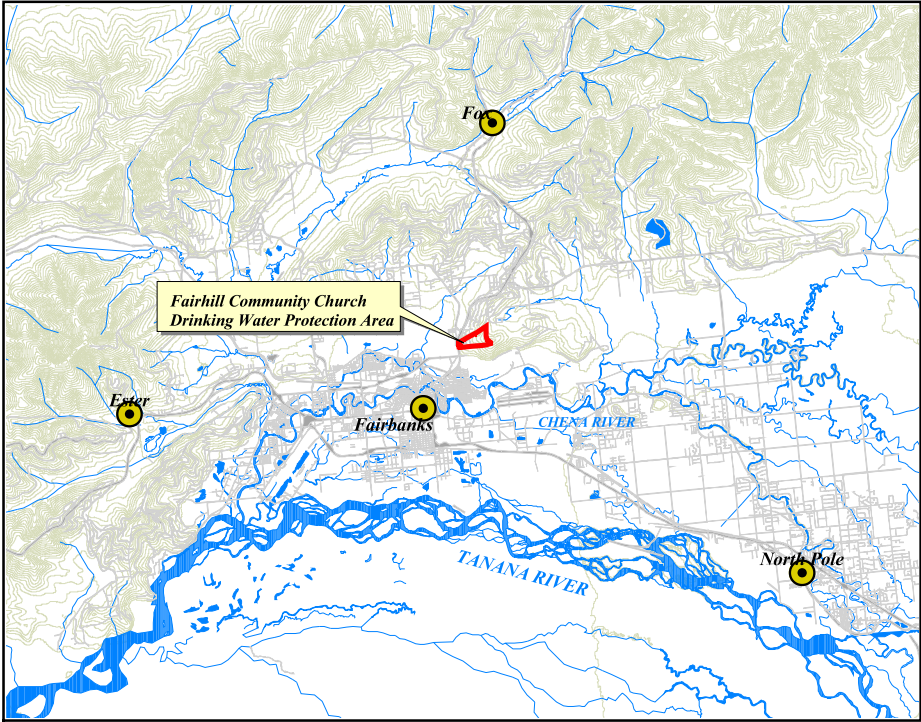 Fox
Fairhill Community Church
Drinking Water Protection Area
Ester
Fairbanks
CHENA RIVER
TANANA RIVER
North Pole